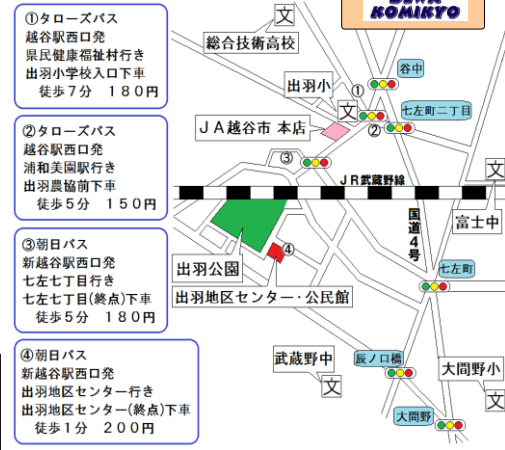 DEWA
KOMIKYO
①タローズバス
越谷駅西口発
県民健康福祉村行き
出羽小学校入口下車
徒歩7分 180円
②タローズバス
越谷駅西口発
浦和美園駅行き
出羽農協前下車
徒歩5分 150円
③朝日バス
新越谷駅西口発
七左七丁目行き
七左七丁目(終点)下車
徒歩5分 180円
④朝日バス
新越谷駅西口発
出羽地区センター行き
出羽地区センター(終点)下車
徒歩1分 200円
文
総合技術高校
谷中
出羽小
①
文
七左町二丁目
JA越谷市 本店
②
③
文
JR武蔵野線
富士中
国道4号
④
出羽公園
七左町
出羽地区センター・公民館
武蔵野中
文
辰ノ口橋
大間野小
文
大間野